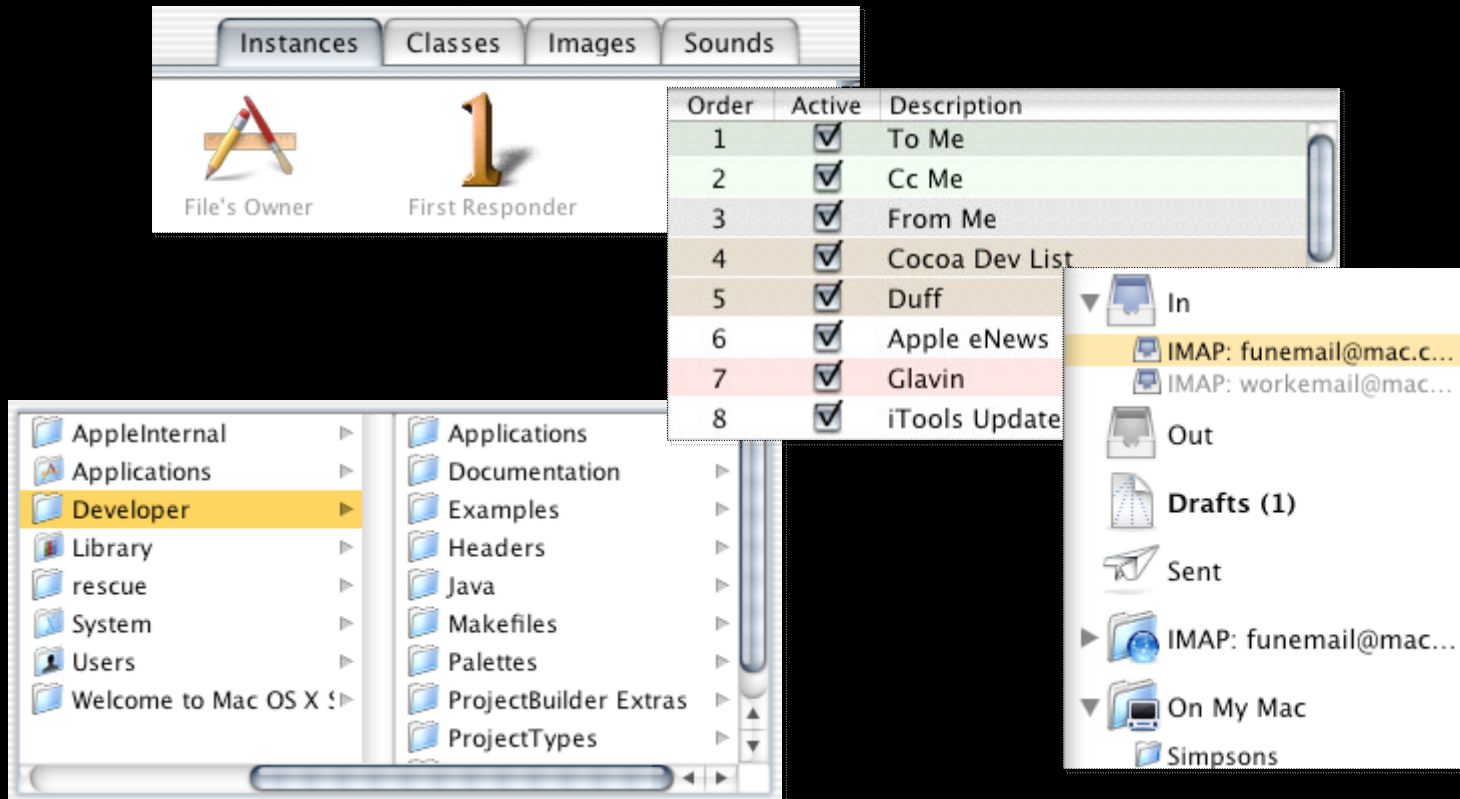 Instances Classes Images Sounds
File's Owner First Responder
Order Active Description
1 To Me
2 Cc Me
3 From Me
4 Cocoa Dev List
5 Duff
6 Apple eNews
7 Glavin
8 iTools Update
In
IMAP: funemail@mac.c...
IMAP: workemail@mac...
Out
Drafts (1)
Sent
IMAP: funemail@mac...
On My Mac
Simpsons
AppleInternal
Applications
Developer
Library
rescue
System
Users
Welcome to Mac OS X
Applications
Documentation
Examples
Headers
Java
Makefiles
Palettes
ProjectBuilder Extras
ProjectTypes